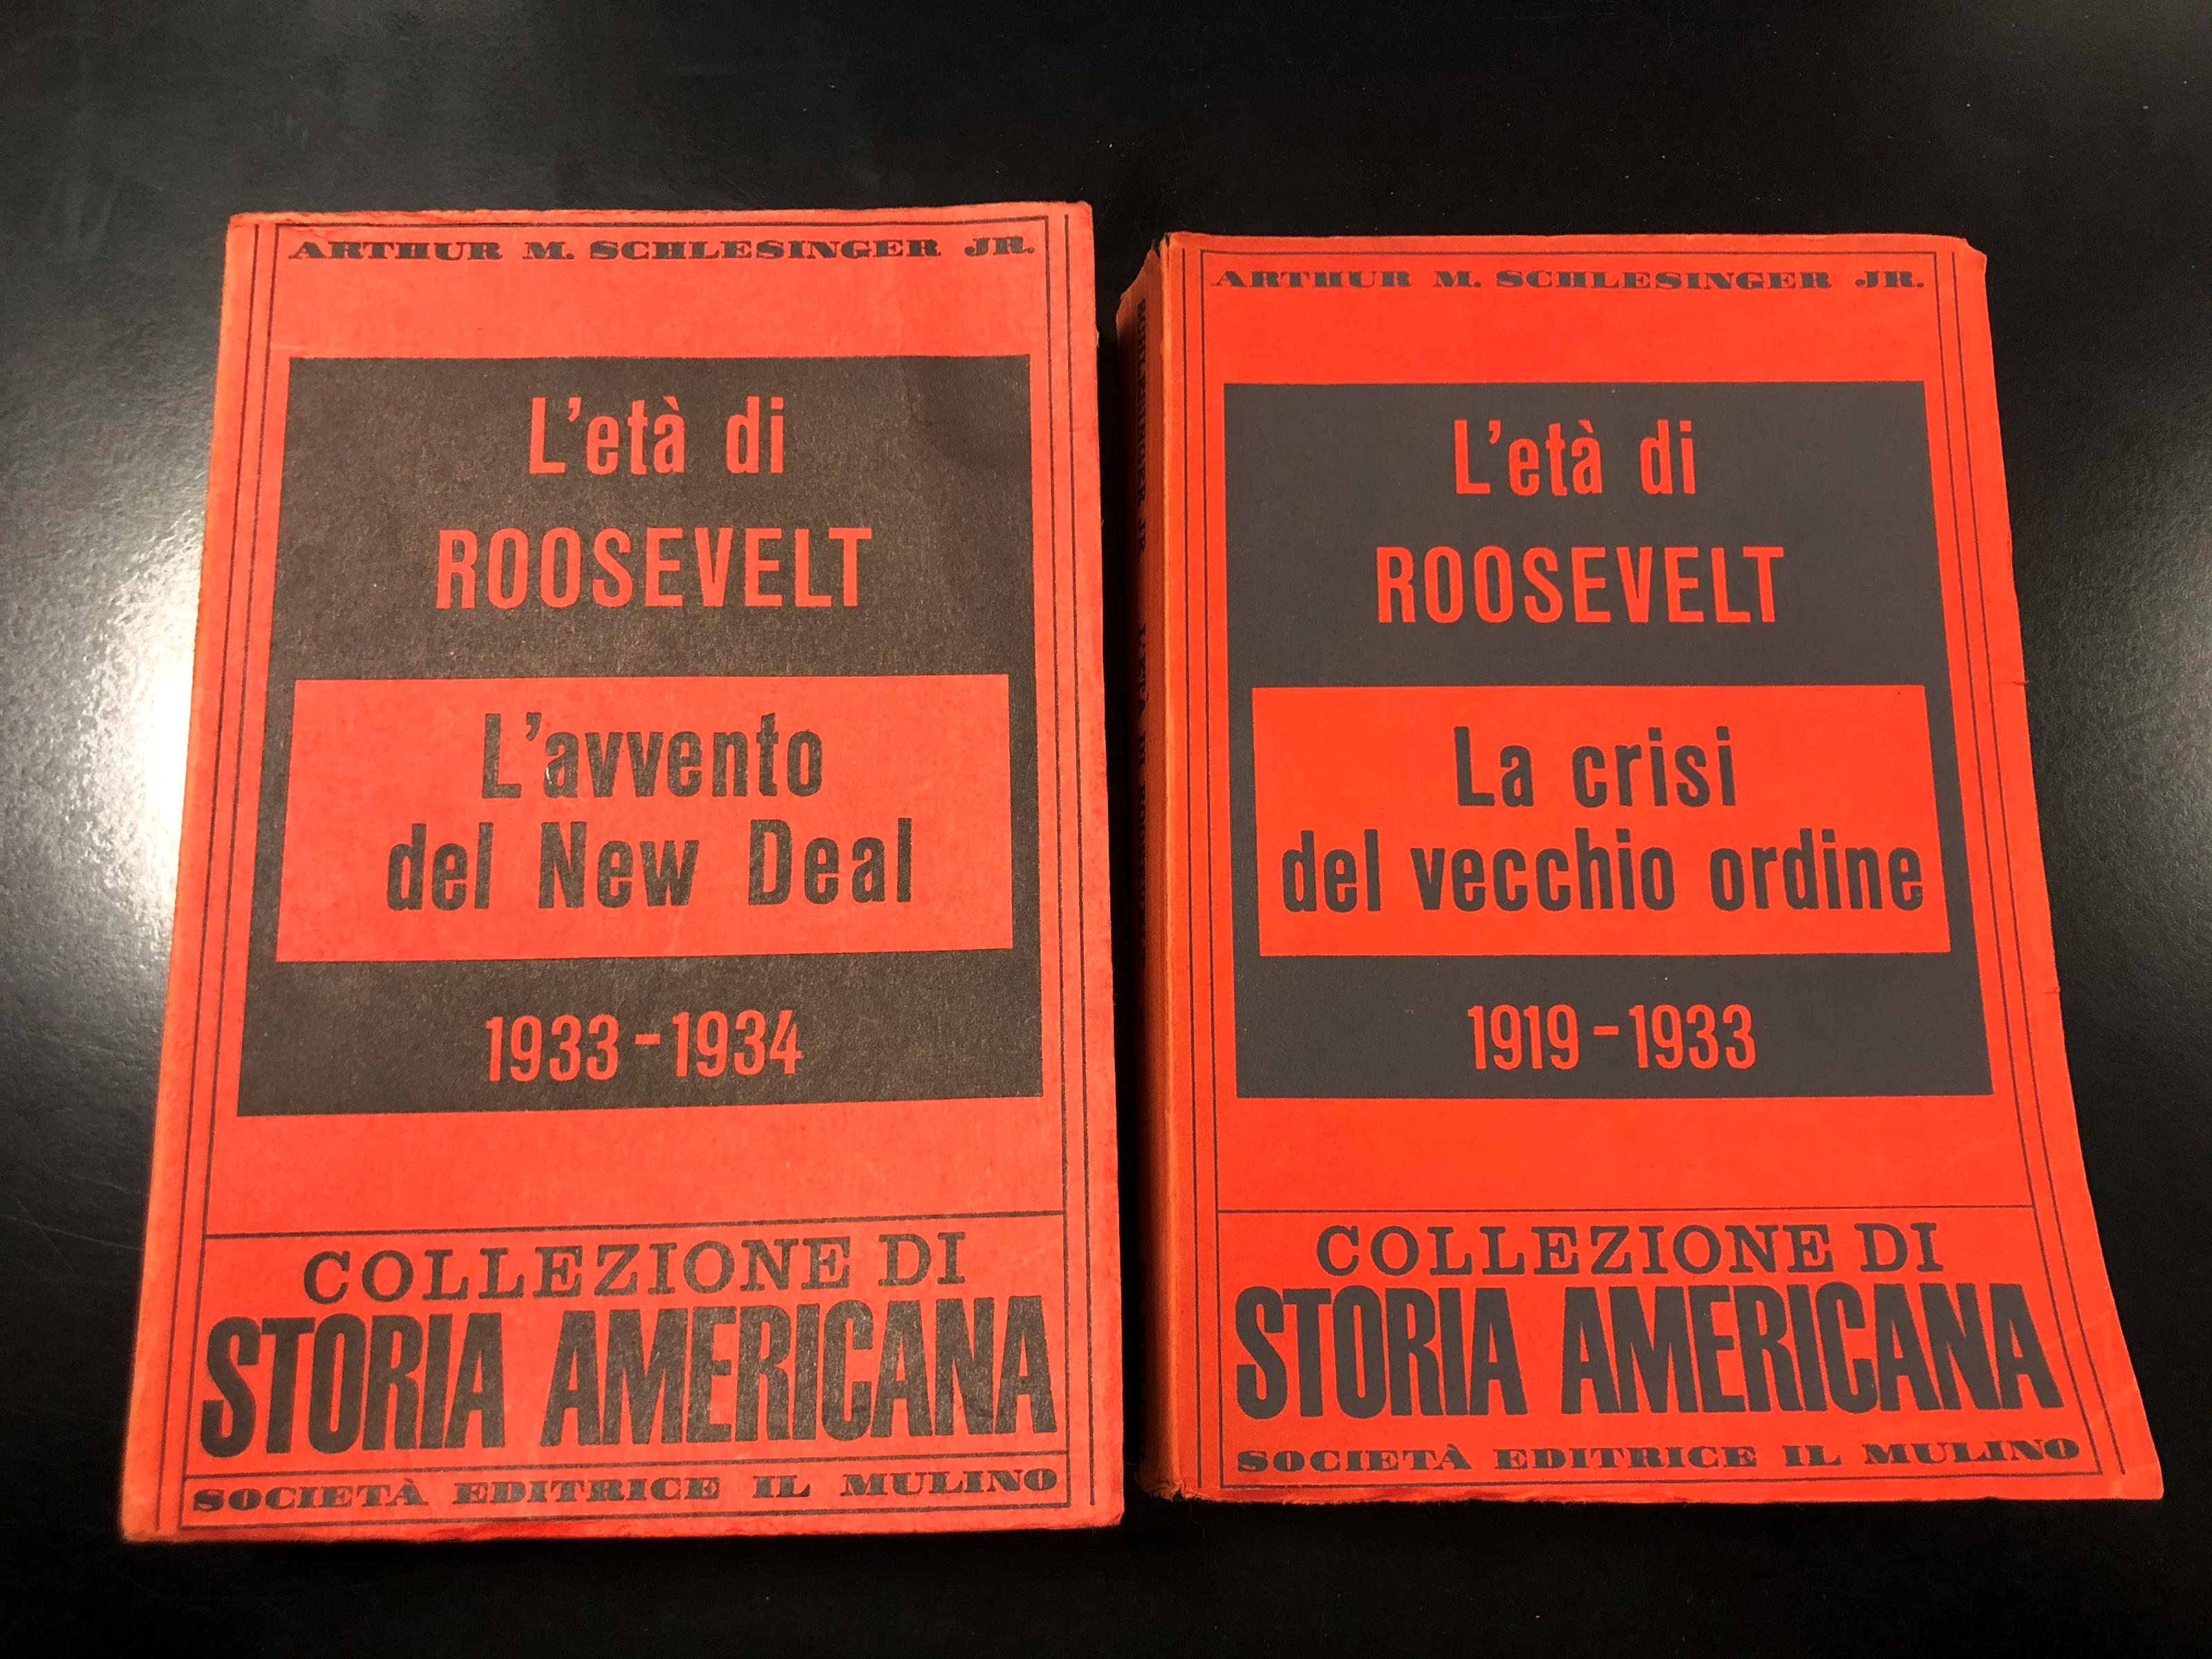 ARTHUR M. SCHLESINGER JR.
L'età di
ROOSEVELT
L'avvento
del New Deal
1933-1934
COLLEZIONE DI
STORIA AMERICANA
SOCIETÀ EDITRICE IL MULINO
ARTHUR M. SCHLESINGER JR.
L'età di
ROOSEVELT
La crisi
del vecchio ordine
1919-1933
COLLEZIONE DI
STORIA AMERICANA
SOCIETÀ EDITRICE IL MULINO